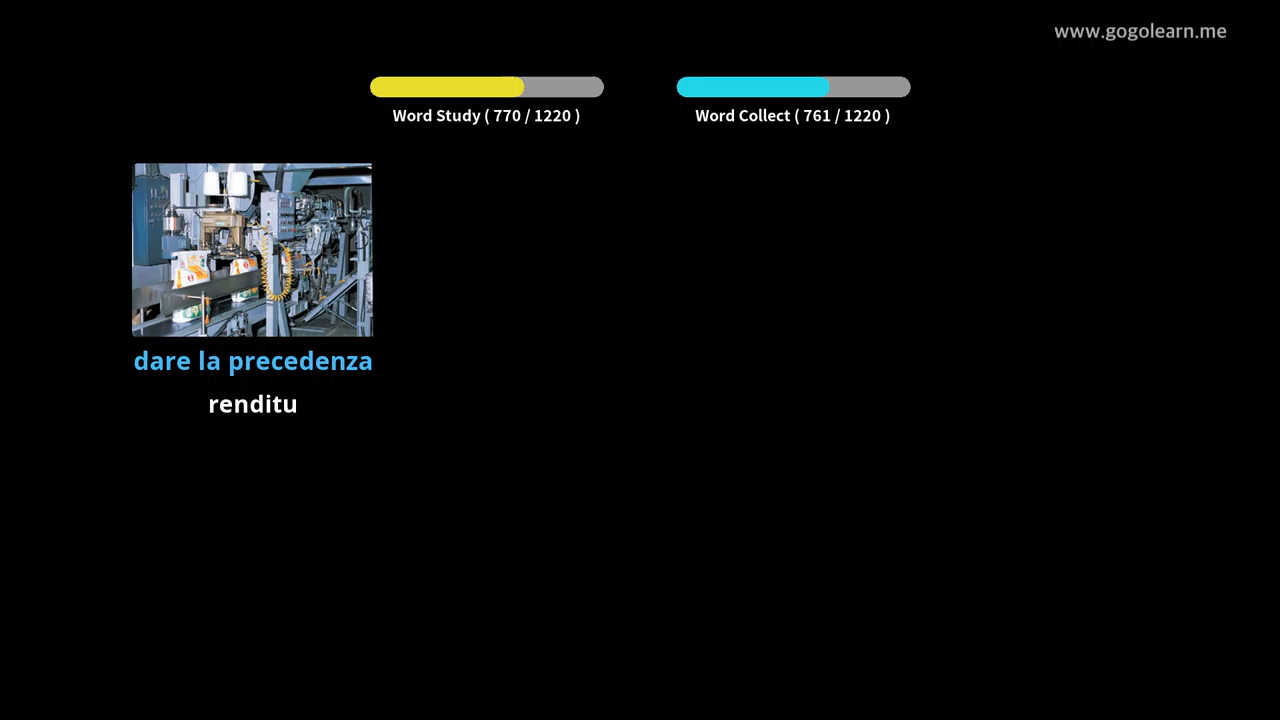 www.gogolearn.me
Word Study ( 770 / 1220 )
Word Collect ( 761 / 1220 )
dare la precedenza
renditu